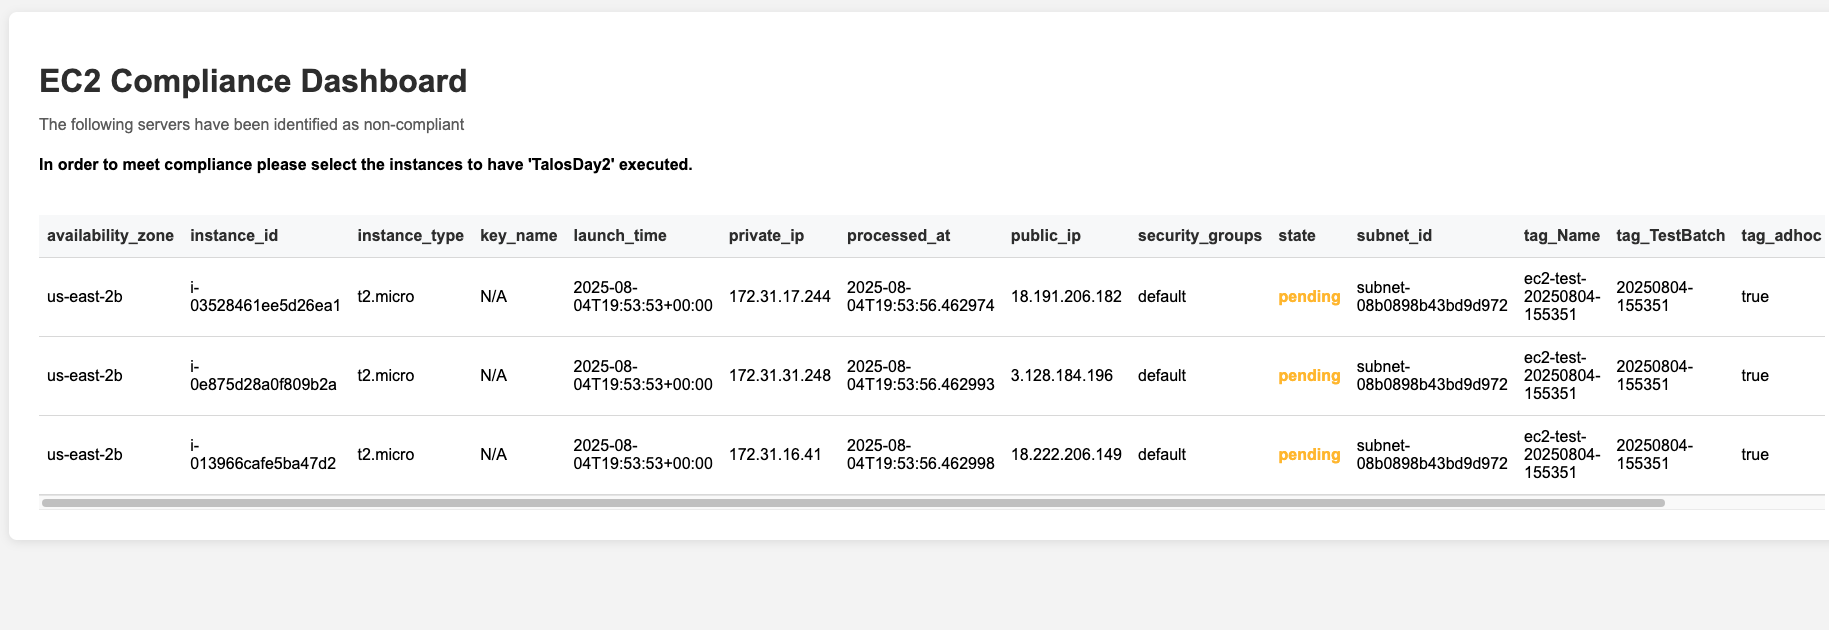 EC2 Compliance Dashboard
The following servers have been identified as non-compliant
In order to meet compliance please select the instances to have 'TalosDay2' executed.
availability_zone instance_id instance_type key_name launch_time private_ip processed_at public_ip security_groups state subnet_id tag_Name tag_TestBatch tag_adhoc
us-east-2b i-03528461ee5d26ea1 t2.micro N/A 2025-08-04T19:53:53+00:00 172.31.17.244 2025-08-04T19:53:56.462974 18.191.206.182 default pending subnet-08b0898b43bd9d972 ec2-test-20250804-155351 20250804-155351 true
us-east-2b i-0e875d28a0f809b2a t2.micro N/A 2025-08-04T19:53:53+00:00 172.31.31.248 2025-08-04T19:53:56.462993 3.128.184.196 default pending subnet-08b0898b43bd9d972 ec2-test-20250804-155351 20250804-155351 true
us-east-2b i-013966cafe5ba47d2 t2.micro N/A 2025-08-04T19:53:53+00:00 172.31.16.41 2025-08-04T19:53:56.462998 18.222.206.149 default pending subnet-08b0898b43bd9d972 ec2-test-20250804-155351 20250804-155351 true